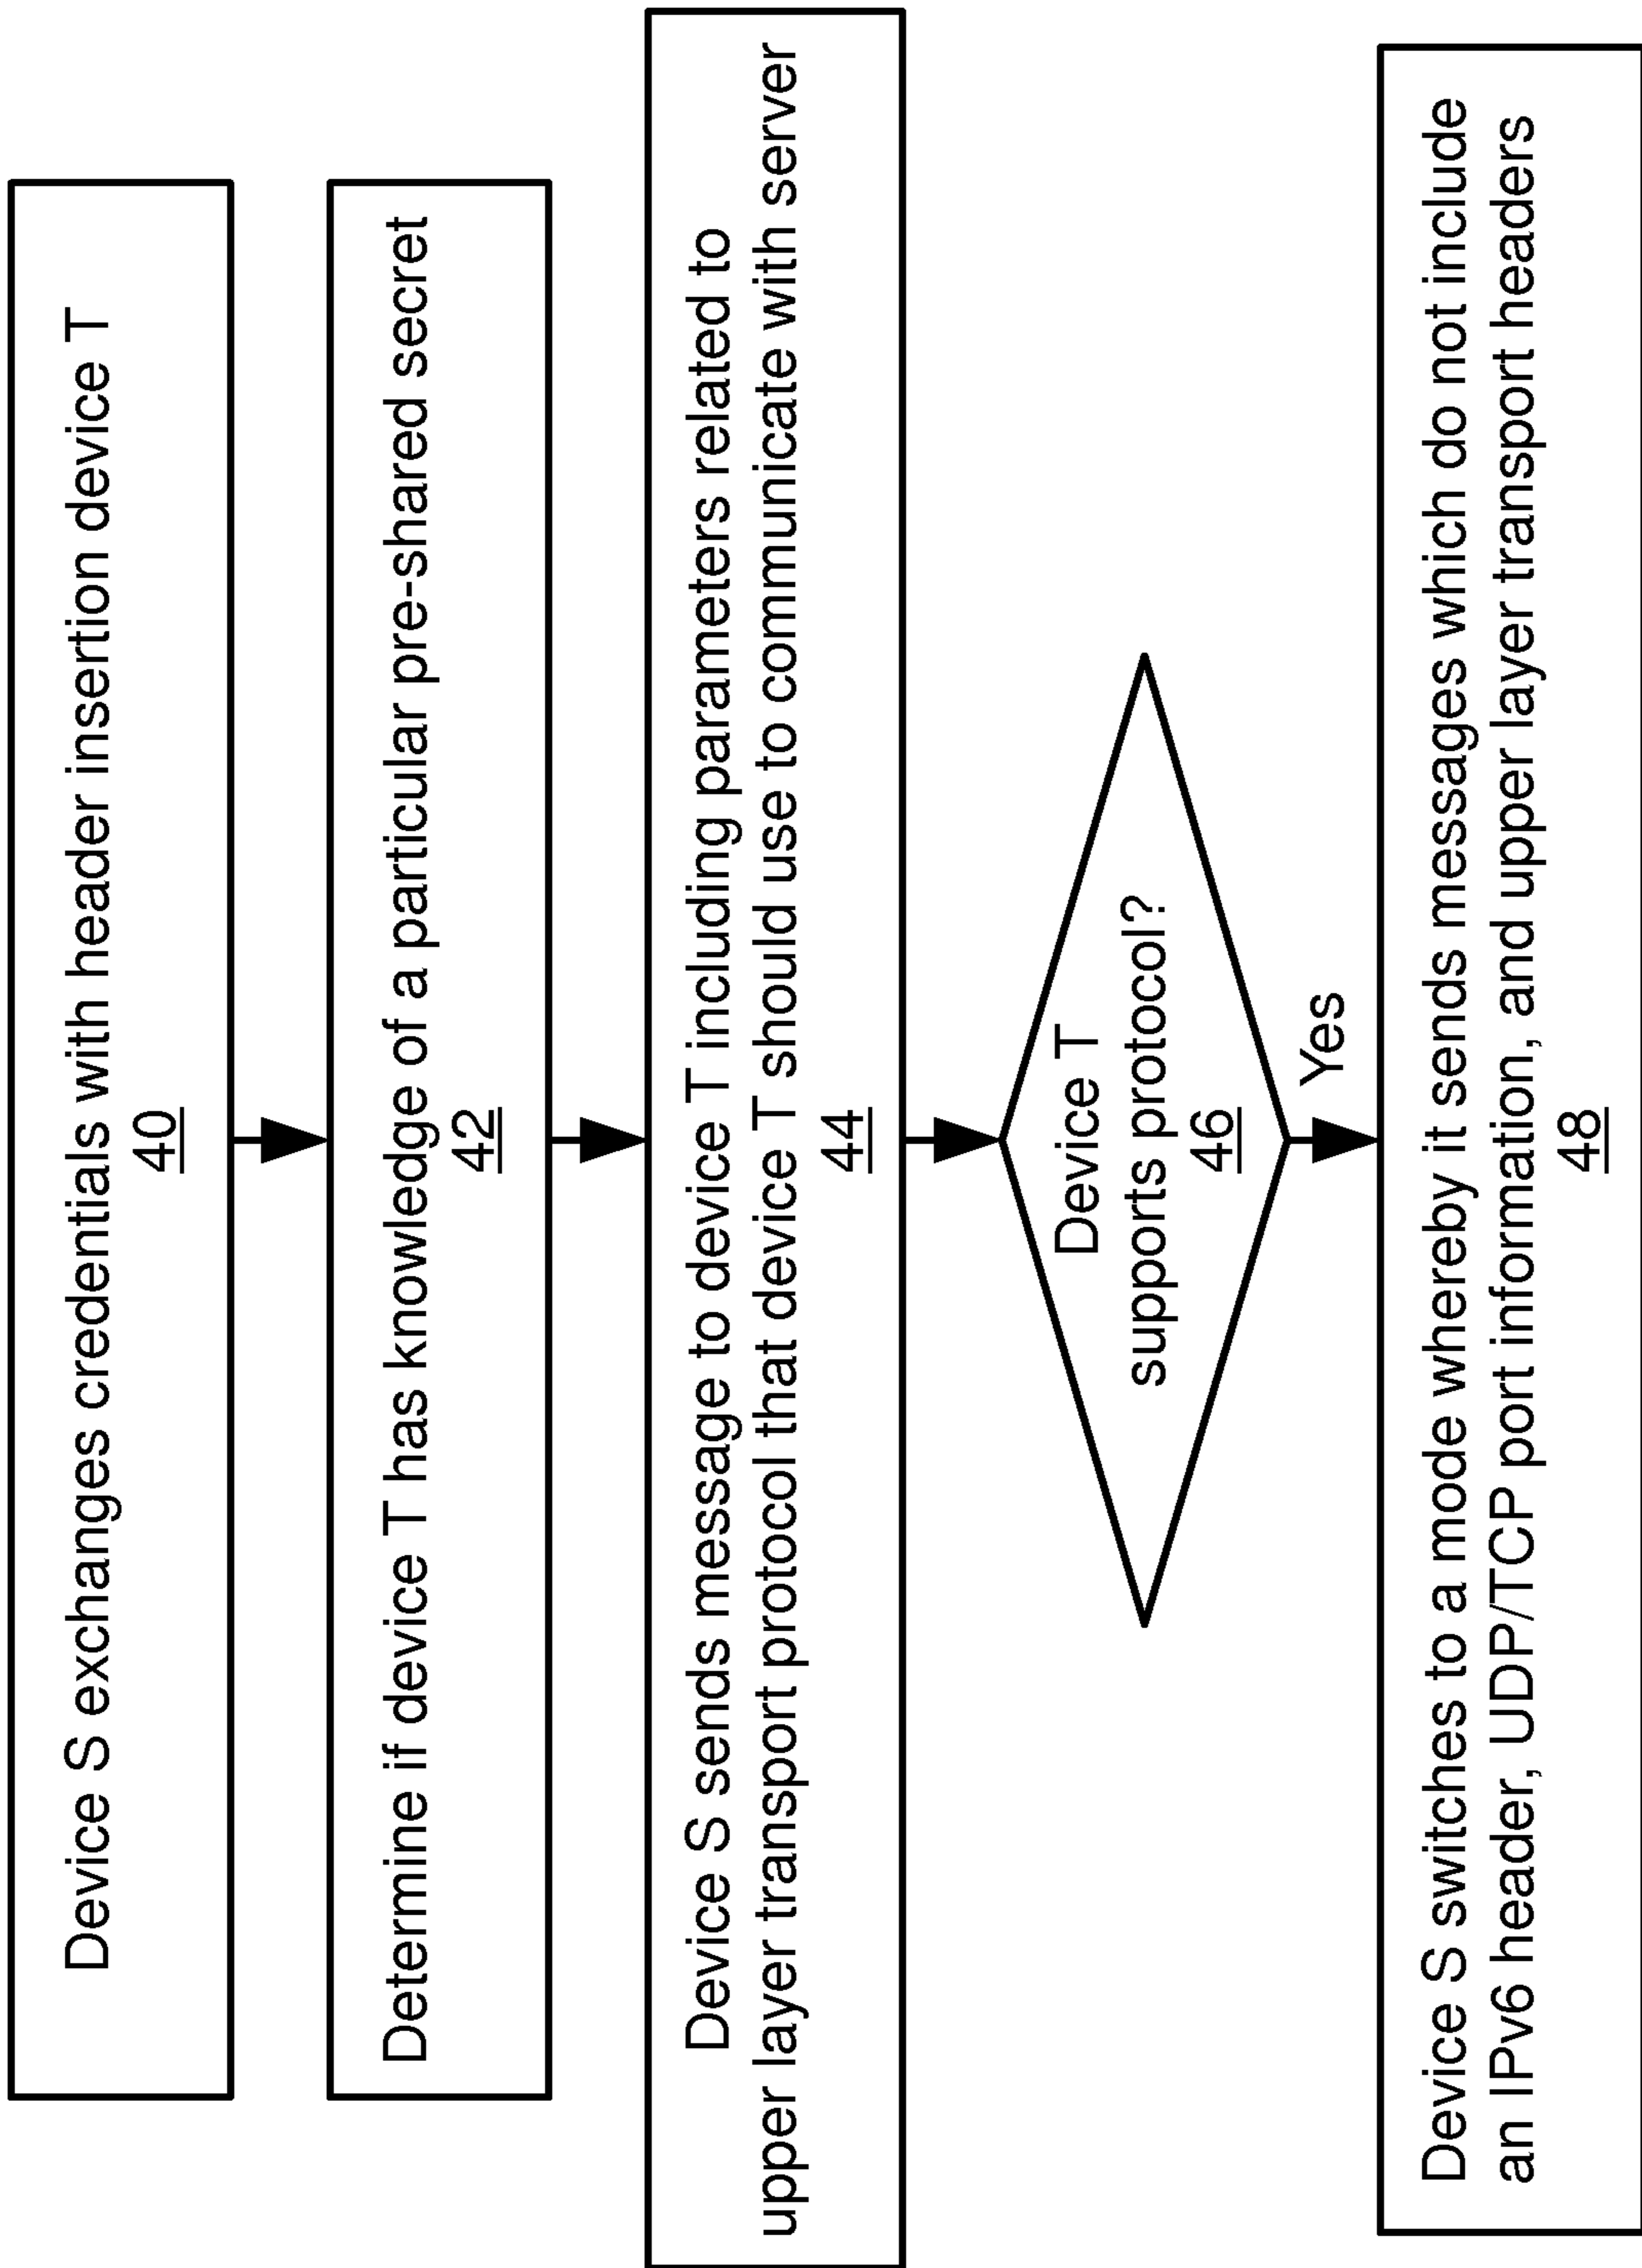 Device S exchanges credentials with header insertion device T
40
Determine if device T has knowledge of a particular pre-shared secret
42
Device S sends message to device T including parameters related to
upper layer transport protocol that device T should use to communicate with server
44
Device T
supports protocol?
46
Yes
Device S switches to a mode whereby it sends messages which do not include
an IPv6 header, UDP/TCP port information, and upper layer transport headers
48